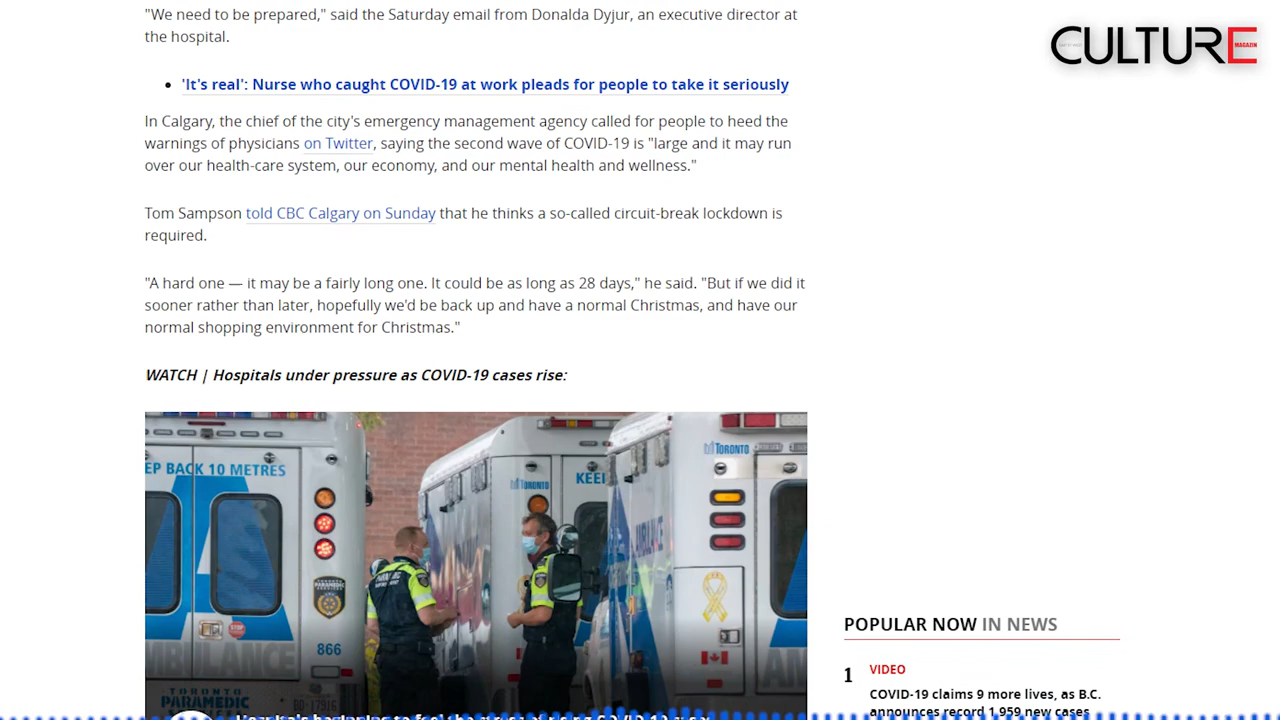 "We need to be prepared," said the Saturday email from Donalda Dyjur, an executive director at
the hospital.
CULTURE
MAGAZIN
• 'It's real': Nurse who caught COVID-19 at work pleads for people to take it seriously
In Calgary, the chief of the city's emergency management agency called for people to heed the
warnings of physicians on Twitter, saying the second wave of COVID-19 is "large and it may run
over our health-care system, our economy, and our mental health and wellness."
Tom Sampson told CBC Calgary on Sunday that he thinks a so-called circuit-break lockdown is
required.
"A hard one — it may be a fairly long one. It could be as long as 28 days," he said. "But if we did it
sooner rather than later, hopefully we'd be back up and have a normal Christmas, and have our
normal shopping environment for Christmas."
WATCH | Hospitals under pressure as COVID-19 cases rise:
EP BACK 10 METRES
TORONTO
KEEP
TORONTO
AMBULANCE
PARAMEDIC
STOP
866
MBULANCE
AM
TORONTO
PARAMEDIC
POPULAR NOW IN NEWS
1 VIDEO
COVID-19 claims 9 more lives, as B.C.
announces record 1,959 new cases